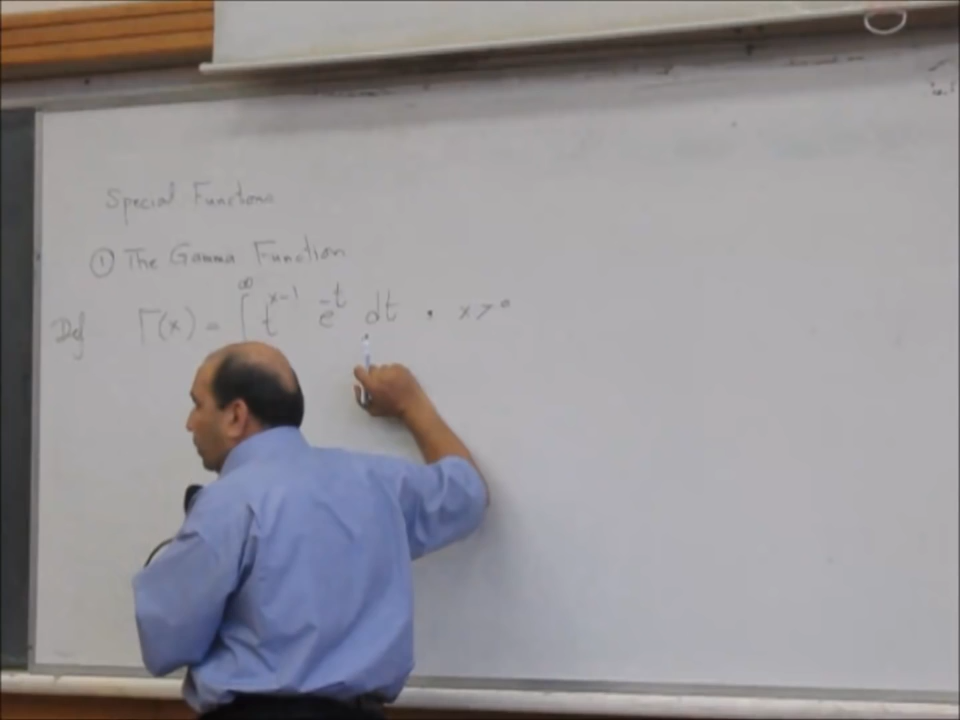 Special Functions
① The Gamma Function
Def Γ(x) = ∫^∞ t^{x-1} e^{-t} dt , x > 0